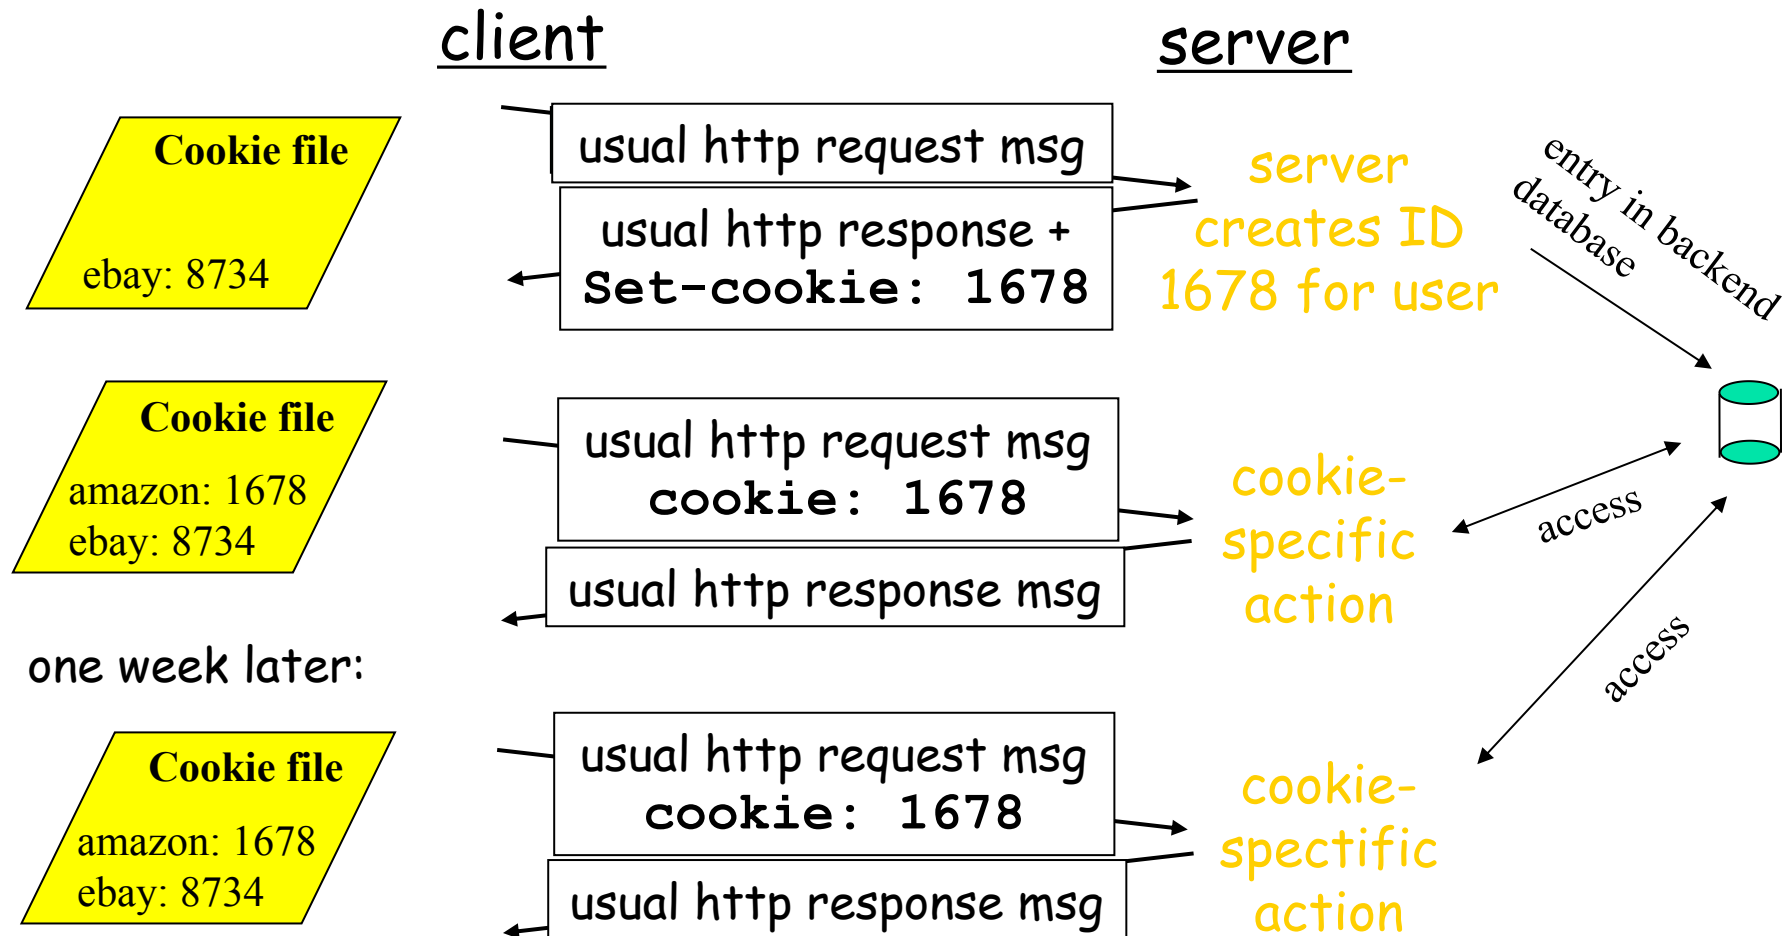 client
server
Cookie file
ebay: 8734
usual http request msg
usual http response +
Set-cookie: 1678
server
creates ID
1678 for user
entry in backend
database
Cookie file
amazon: 1678
ebay: 8734
usual http request msg
cookie: 1678
usual http response msg
cookie-
specific
action
access
access
one week later:
Cookie file
amazon: 1678
ebay: 8734
usual http request msg
cookie: 1678
usual http response msg
cookie-
spectific
action